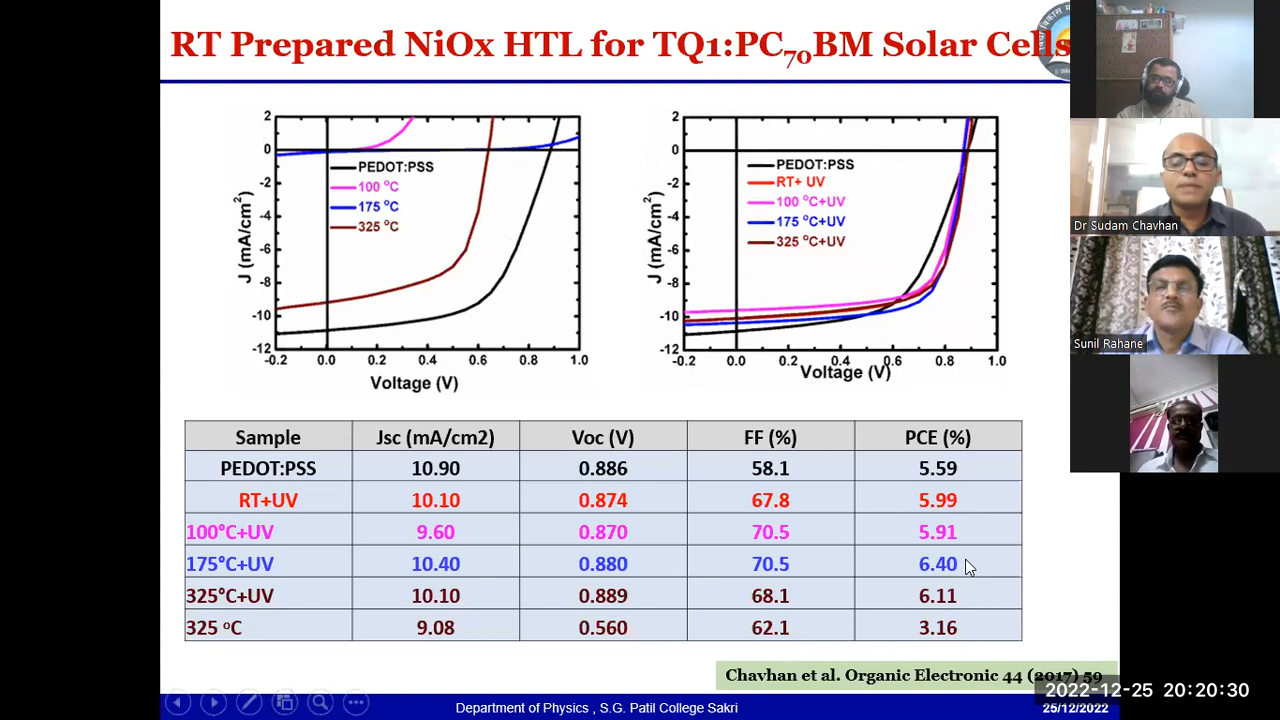 RT Prepared NiOx HTL for TQ1:PC70BM Solar Cells
2
0
-2
-4
-6
-8
-10
-12
J (mA/cm2)
PEDOT:PSS
100 oC
175 oC
325 oC
-0.2 0.0 0.2 0.4 0.6 0.8 1.0
Voltage (V)
2
0
-2
-4
-6
-8
-10
-12
J (mA/cm2)
PEDOT:PSS
RT+ UV
100 oC+UV
175 oC+UV
325 oC+UV
-0.2 0.0 0.2 0.4 0.6 0.8 1.0
Voltage (V)
Sample Jsc (mA/cm2) Voc (V) FF (%) PCE (%)
PEDOT:PSS 10.90 0.886 58.1 5.59
RT+UV 10.10 0.874 67.8 5.99
100°C+UV 9.60 0.870 70.5 5.91
175°C+UV 10.40 0.880 70.5 6.40
325°C+UV 10.10 0.889 68.1 6.11
325 oC 9.08 0.560 62.1 3.16
Chavhan et al. Organic Electronic 44 (2017) 59
2022-12-25 20:20:30
Department of Physics , S.G. Patil College Sakri
25/12/2022
Dr Sudam Chavhan
Sunil Rahane